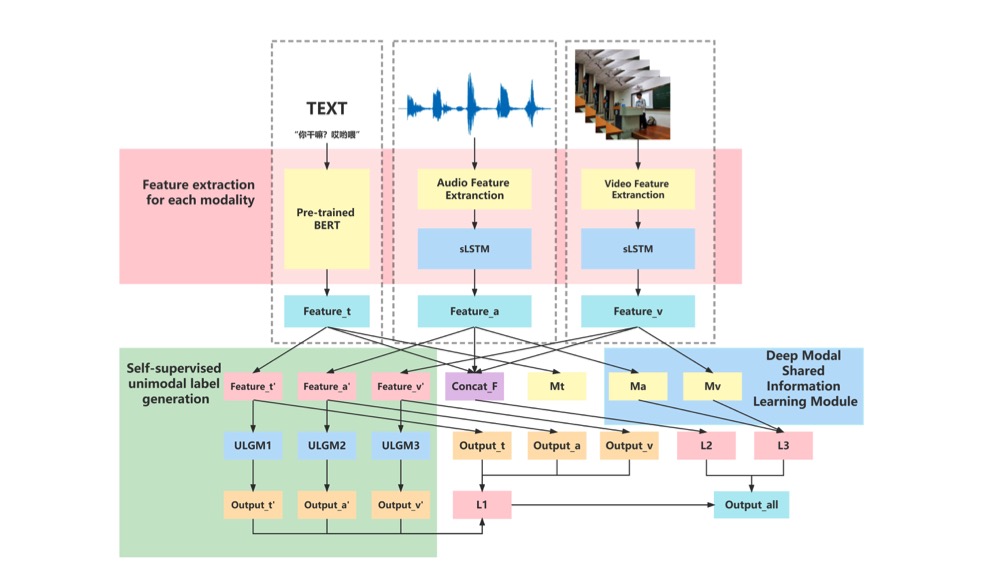 TEXT
“你干嘛？哎哟喂”
Feature extraction
for each modality
Pre-trained
BERT
Audio Feature
Extranction
Video Feature
Extranction
sLSTM
sLSTM
Feature_t
Feature_a
Feature_v
Self-supervised
unimodal label
generation
Deep Modal
Shared
Information
Learning Module
Feature_t'
Feature_a'
Feature_v'
Concat_F
Mt
Ma
Mv
ULGM1
ULGM2
ULGM3
Output_t
Output_a
Output_v
L2
L3
Output_t'
Output_a'
Output_v'
L1
Output_all